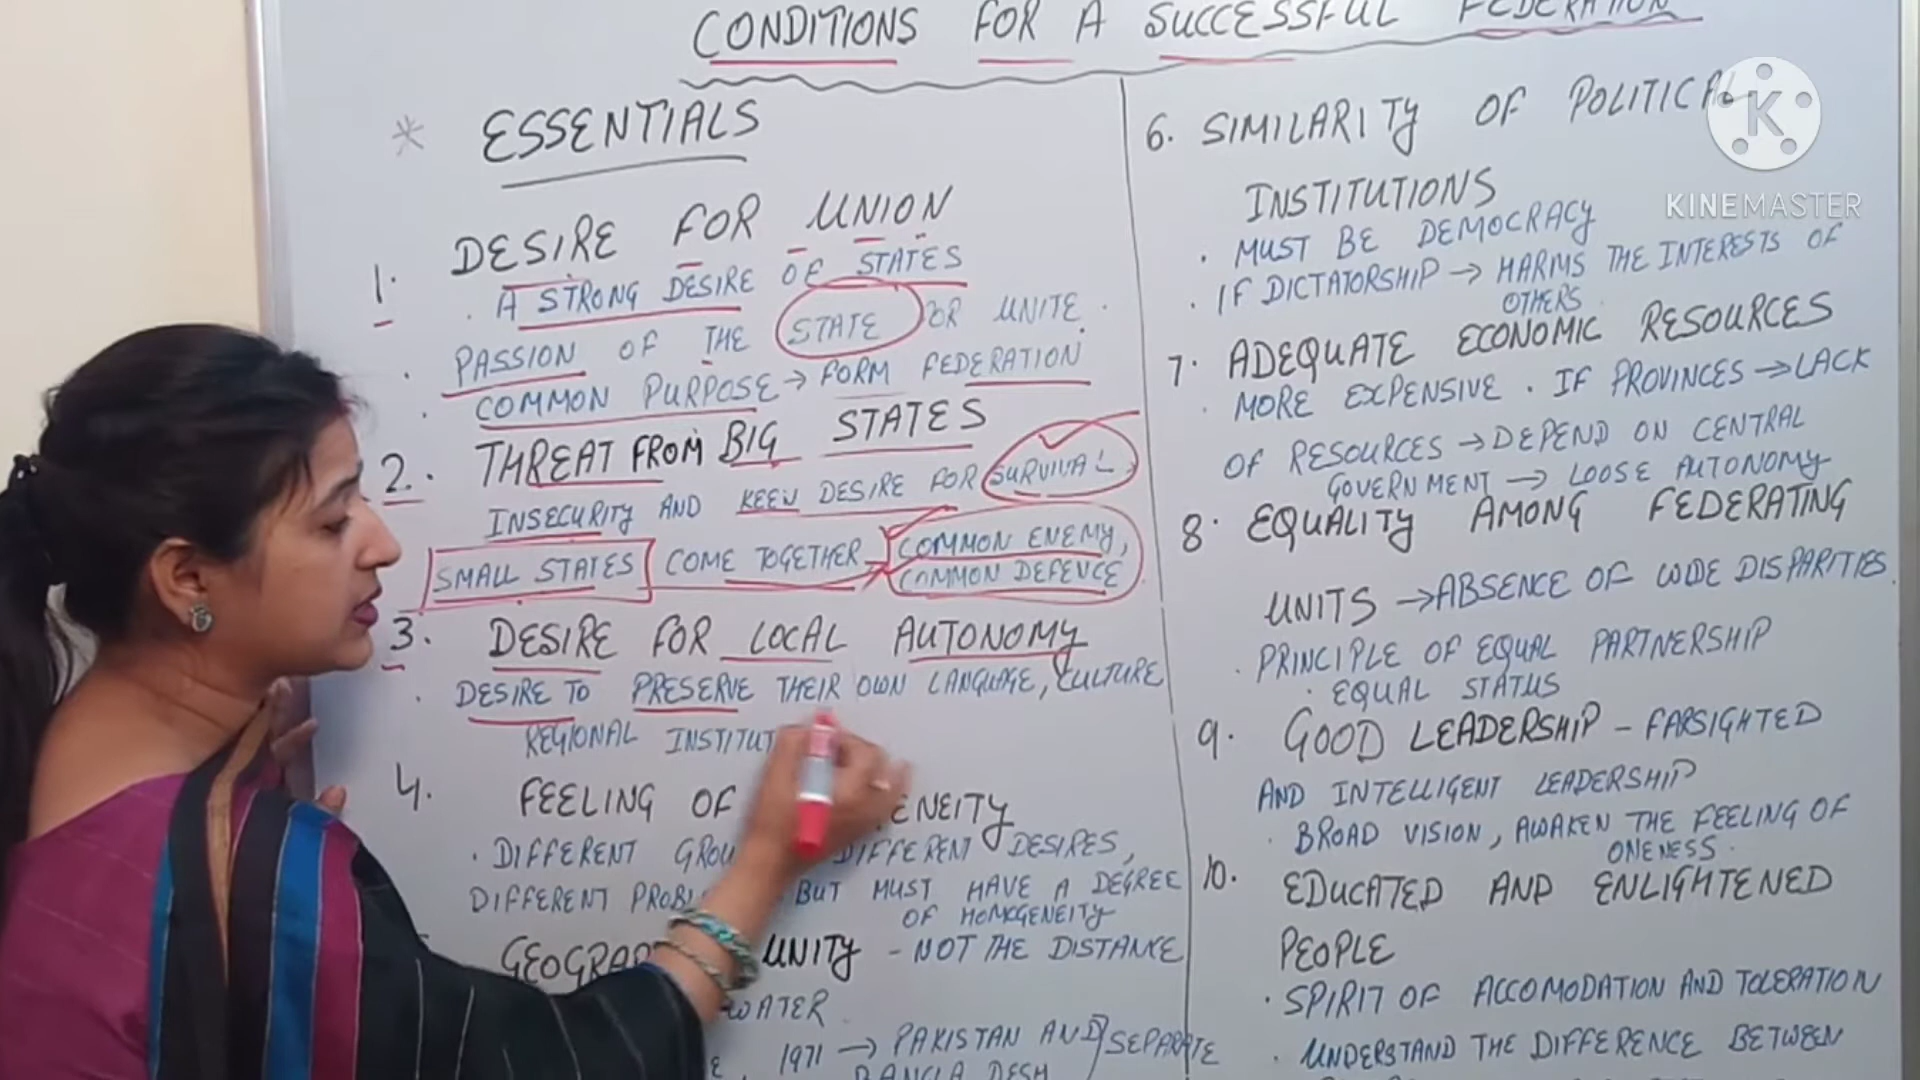 CONDITIONS FOR A SUCCESSFUL FEDERATION
* ESSENTIALS
1. DESIRE FOR UNION
. A STRONG DESIRE OF STATES
. PASSION OF THE STATE FOR UNITE .
. COMMON PURPOSE → FORM FEDERATION
2. THREAT FROM BIG STATES
INSECURITY AND KEEN DESIRE FOR SURVIVAL.
SMALL STATES COME TOGETHER → COMMON ENEMY,
COMMON DEFENCE
3. DESIRE FOR LOCAL AUTONOMY
. DESIRE TO PRESERVE THEIR OWN LANGUAGE, CULTURE
REGIONAL INSTITUT
4. FEELING OF ENEITY
. DIFFERENT GROU DIFFERENT DESIRES,
DIFFERENT PROBL BUT MUST HAVE A DEGREE
OF HOMOGENEITY
GEOGRAP UNITY - NOT THE DISTANCE
WATER
1971 → PAKISTAN AND SEPARATE
BANGLA DESH
6. SIMILARITY OF POLITICAL
INSTITUTIONS
. MUST BE DEMOCRACY
. IF DICTATORSHIP → HARMS THE INTERESTS OF
OTHERS .
7. ADEQUATE ECONOMIC RESOURCES
. MORE EXPENSIVE . IF PROVINCES → LACK
OF RESOURCES → DEPEND ON CENTRAL
GOVERNMENT → LOOSE AUTONOMY
8. EQUALITY AMONG FEDERATING
UNITS → ABSENCE OF WIDE DISPARITIES.
. PRINCIPLE OF EQUAL PARTNERSHIP
. EQUAL STATUS
9. GOOD LEADERSHIP - FARSIGHTED
AND INTELLIGENT LEADERSHIP
. BROAD VISION, AWAKEN THE FEELING OF
ONENESS .
10. EDUCATED AND ENLIGHTENED
PEOPLE
. SPIRIT OF ACCOMODATION AND TOLERATION
. UNDERSTAND THE DIFFERENCE BETWEEN
K
KINEMASTER